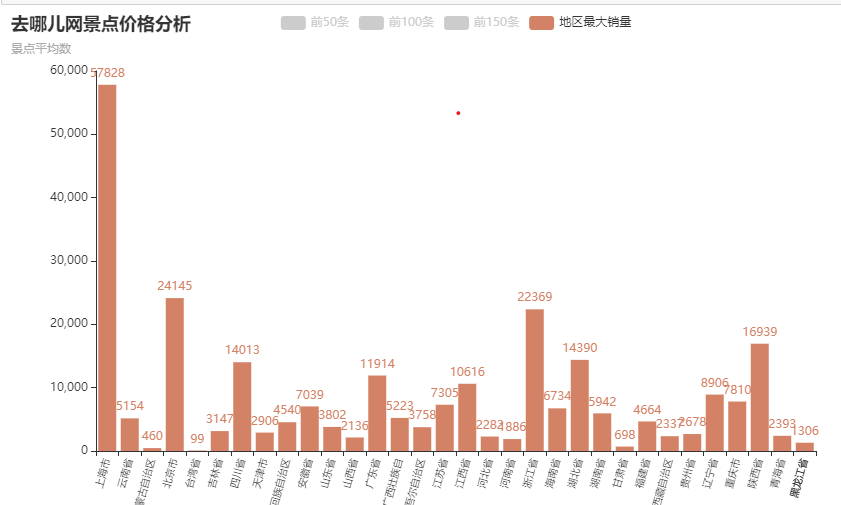 去哪儿网景点价格分析
前50条 前100条 前150条 地区最大销量
景点平均数
60,000
50,000
40,000
30,000
20,000
10,000
0
57828
5154
460
24145
99
3147
14013
2906
4540
7039
3802
2136
11914
5223
3758
7305
10616
2282
1886
22369
6734
14390
5942
698
4664
2337
2678
8906
7810
16939
2393
1306
上海市
云南省
蒙古自治区
北京市
台湾省
吉林省
四川省
天津市
回族自治区
安徽省
山东省
山西省
广东省
广西壮族自
吾尔自治区
江苏省
江西省
河北省
河南省
浙江省
海南省
湖北省
湖南省
甘肃省
福建省
西藏自治区
贵州省
辽宁省
重庆市
陕西省
青海省
黑龙江省